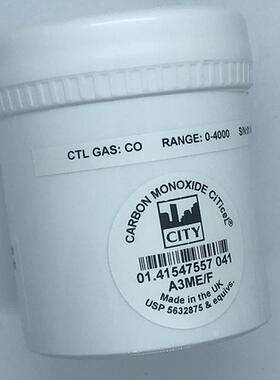 CTL GAS: CO RANGE: 0-4000 S/N:
CARBON MONOXIDE CiTiceL®
CITY
01.41547557 041
A3ME/F
Made in the UK
USP 5632875 & equivs.